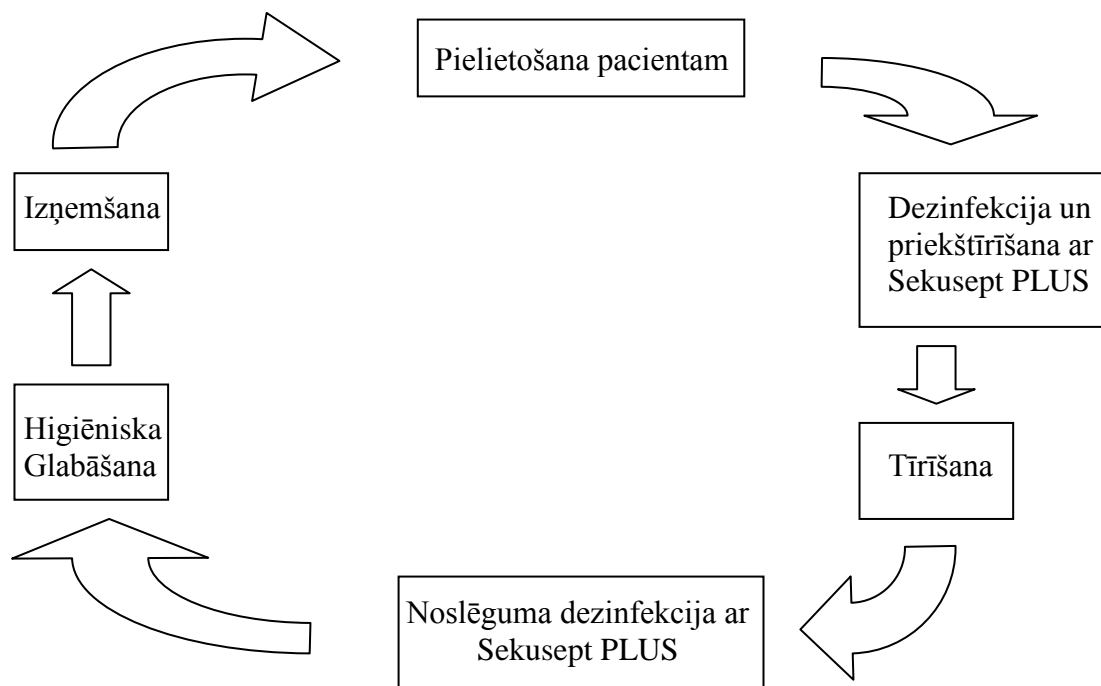 Pielietošana pacientam
Dezinfekcija un
priekštīrīšana ar
Sekusept PLUS
Tīrīšana
Noslēguma dezinfekcija ar
Sekusept PLUS
Higiēniska
Glabāšana
Izņemšana